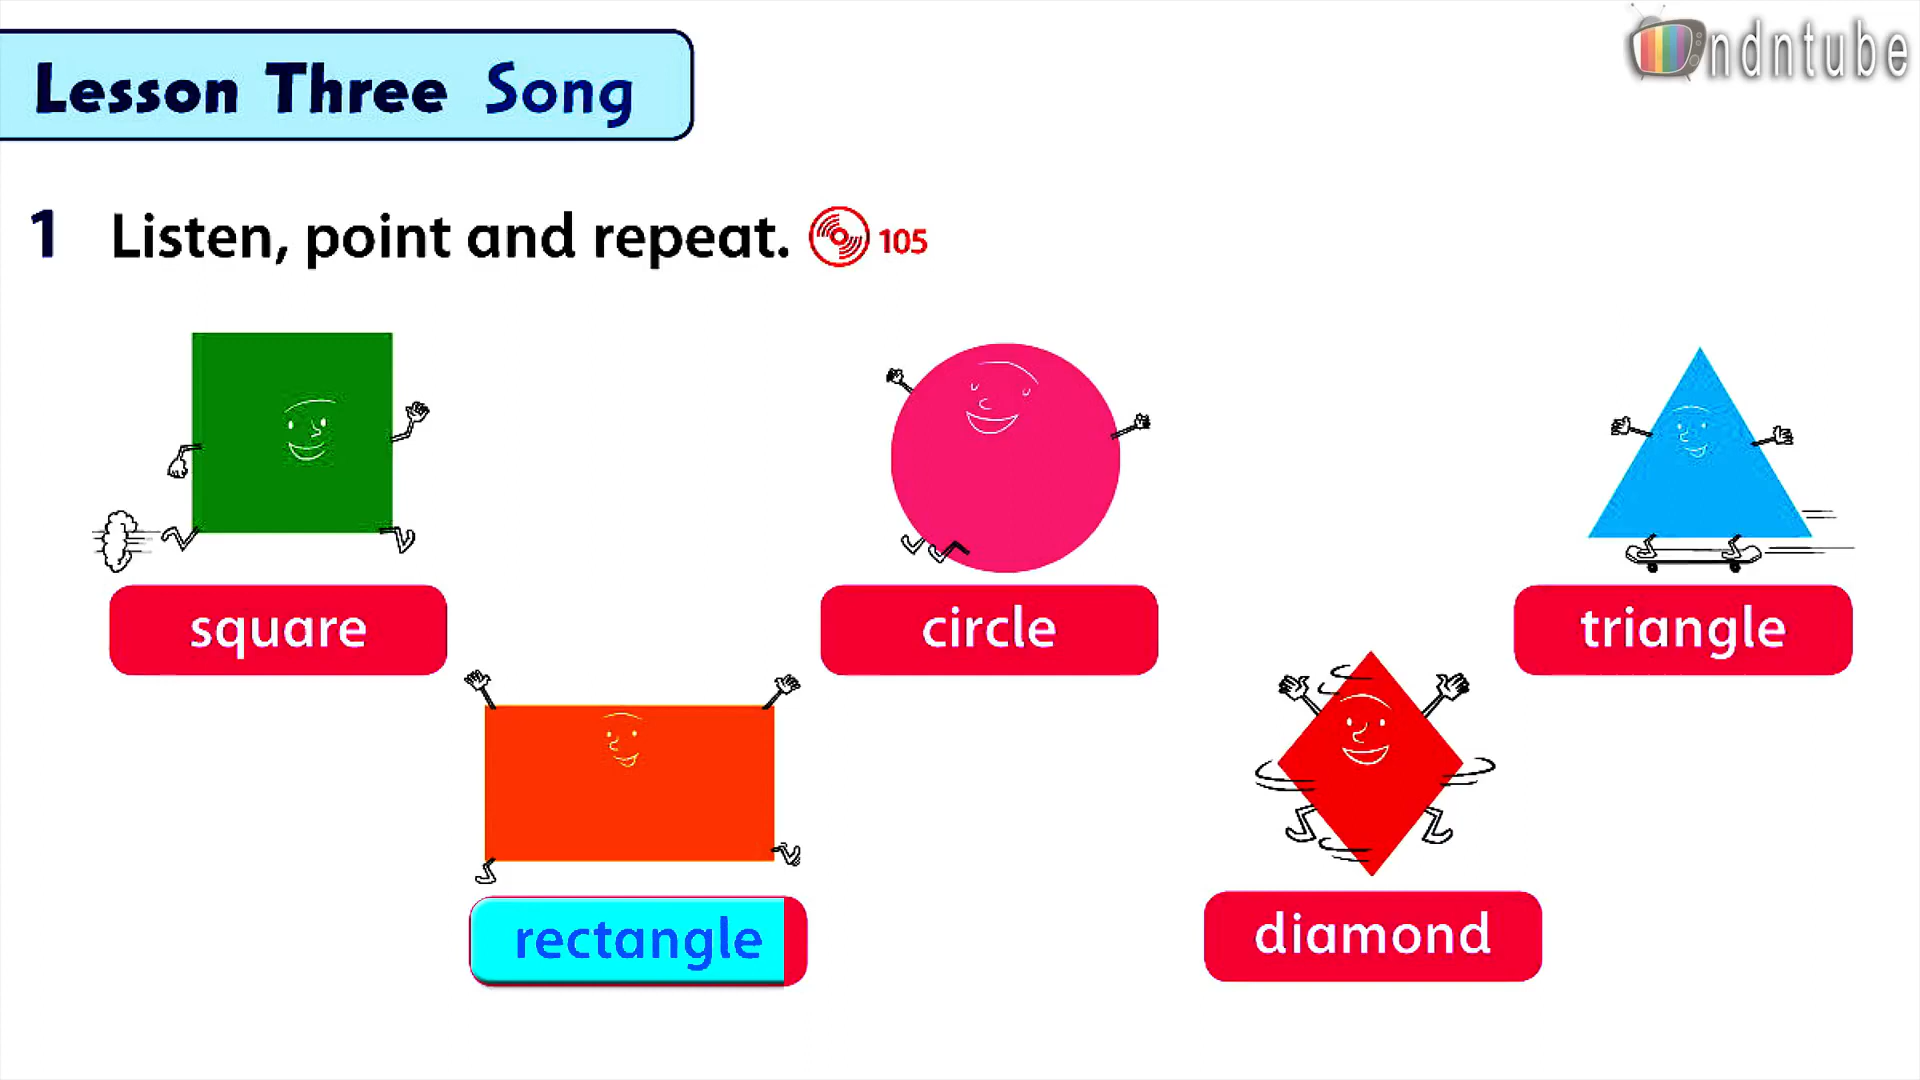 ndntube
Lesson Three Song
1 Listen, point and repeat. 105
square
circle
triangle
rectangle
diamond